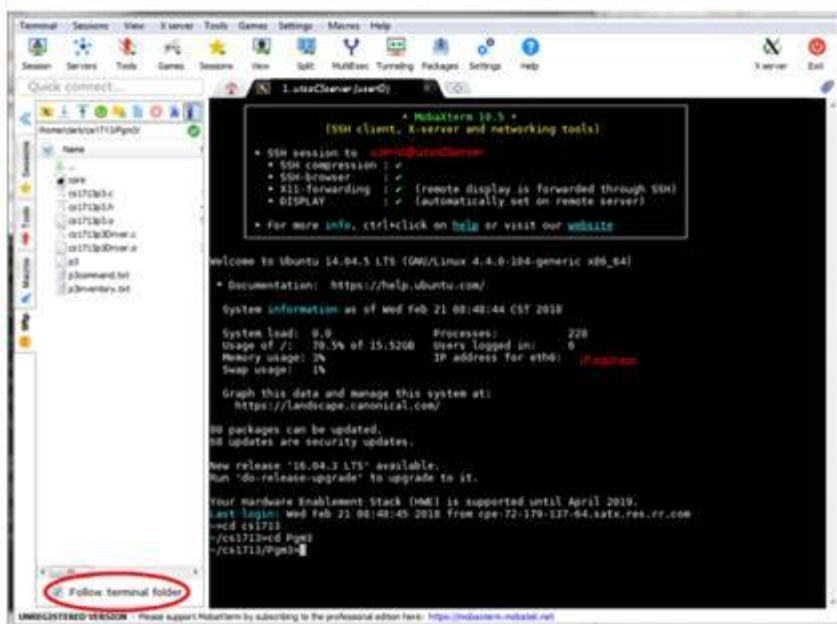 Terminal Sessions View X server Tools Games Settings Macros Help
Session Servers Tools Games Sessions View Split MultiExec Tunneling Packages Settings Help X server Exit
Quick connect...
1. utsaCSserver (userID)
• MobaXterm 10.5 •
(SSH client, X-server and networking tools)
SSH session to userID@utsaCSserver
• SSH compression : ✔
• SSH-browser : ✔
• X11-forwarding : ✔ (remote display is forwarded through SSH)
• DISPLAY : ✔ (automatically set on remote server)
For more info, ctrl+click on help or visit our website
/home/clark/cs1713/Pgm3/
Name
..
core
cs1713p3.c
cs1713p3.h
cs1713p3.o
cs1713p3Driver.c
cs1713p3Driver.o
p3
p3command.txt
p3inventory.txt
Sessions
Tools
Macros
Sftp
Welcome to Ubuntu 14.04.5 LTS (GNU/Linux 4.4.0-104-generic x86_64)
* Documentation: https://help.ubuntu.com/
System information as of Wed Feb 21 08:48:44 CST 2018
System load: 0.0 Processes: 220
Usage of /: 70.5% of 15.52GB Users logged in: 6
Memory usage: 3% IP address for eth0:
Swap usage: 1%
Graph this data and manage this system at:
https://landscape.canonical.com/
packages can be updated.
updates are security updates.
New release '16.04.3 LTS' available.
Run 'do-release-upgrade' to upgrade to it.
Your Hardware Enablement Stack (HWE) is supported until April 2019.
Last login: Wed Feb 21 08:48:45 2018 from cpe-72-179-137-64.satx.res.rr.com
~>cd cs1713
~/cs1713>cd Pgm3
~/cs1713/Pgm3>
Follow terminal folder
UNREGISTERED VERSION - Please support MobaXterm by subscribing to the professional edition here: https://mobaxterm.mobatek.net